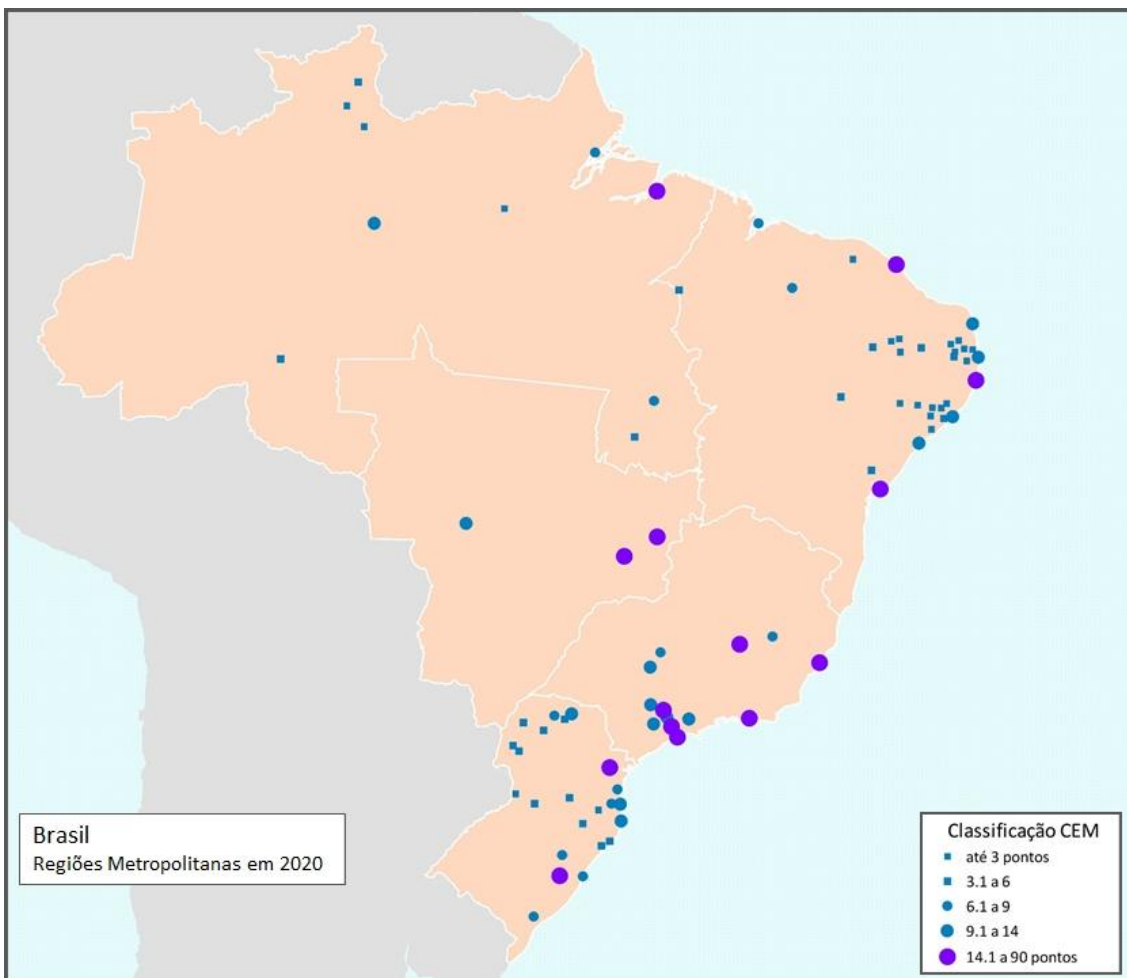 Brasil
Regiões Metropolitanas em 2020
Classificação CEM
até 3 pontos
3.1 a 6
6.1 a 9
9.1 a 14
14.1 a 90 pontos